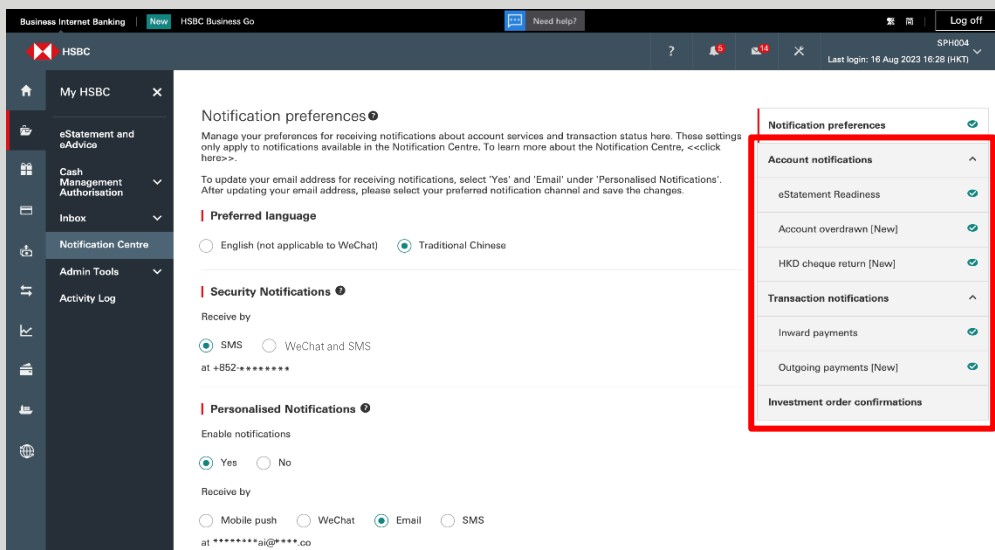 Business Internet Banking New HSBC Business Go Need help? 繁 简 Log off
HSBC ? 5 14 SPH004
Last login: 16 Aug 2023 16:28 (HKT)
My HSBC
eStatement and
eAdvice
Cash
Management
Authorisation
Inbox
Notification Centre
Admin Tools
Activity Log
Notification preferences ?
Manage your preferences for receiving notifications about account services and transaction status here. These settings
only apply to notifications available in the Notification Centre. To learn more about the Notification Centre, <<click
here>>.
To update your email address for receiving notifications, select 'Yes' and 'Email' under 'Personalised Notifications'.
After updating your email address, please select your preferred notification channel and save the changes.
Preferred language
English (not applicable to WeChat) Traditional Chinese
Security Notifications ?
Receive by
SMS WeChat and SMS
at +852-********
Personalised Notifications ?
Enable notifications
Yes No
Receive by
Mobile push WeChat Email SMS
at ********ai@****.co
Notification preferences
Account notifications
eStatement Readiness
Account overdrawn [New]
HKD cheque return [New]
Transaction notifications
Inward payments
Outgoing payments [New]
Investment order confirmations